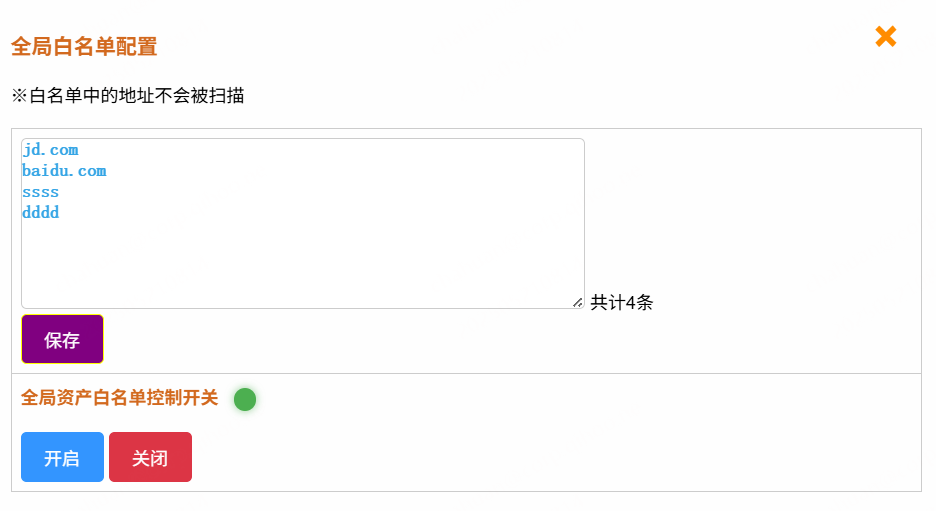 全局白名单配置
※白名单中的地址不会被扫描
jd.com
baidu.com
ssss
dddd
共计4条
保存
全局资产白名单控制开关
开启 关闭